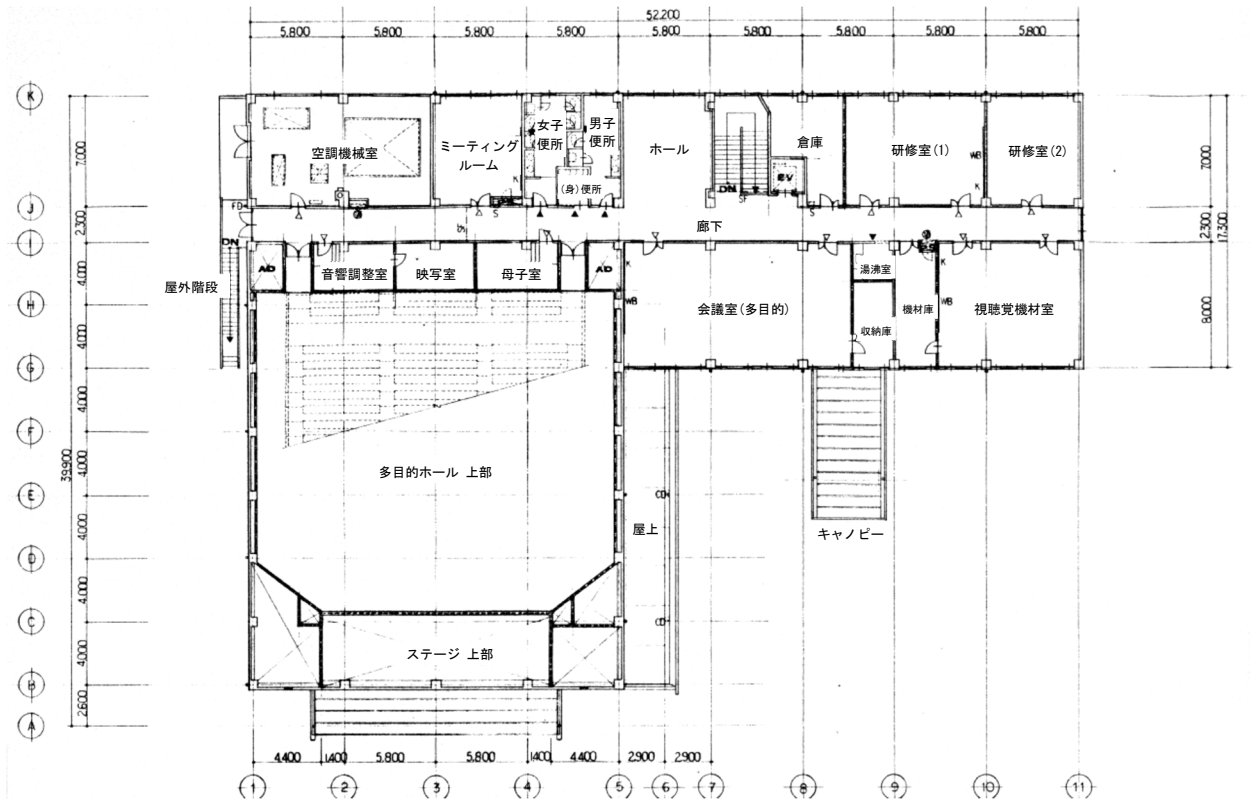 52.200
5.800 5.800 5.800 5.800 5.800 5.800 5.800 5.800 5.800
K
空調機械室
ミーティング
ルーム
女子
便所
男子
便所
(身)便所
ホール
倉庫
研修室(1)
研修室(2)
7.000
7.000
EV
DN
SF
WB
K
K
S
S
J
FD
廊下
2.300
2.300
17.300
I
DN
屋外階段
AD
音響調整室
映写室
母子室
AD
K
WB
会議室(多目的)
湯沸室
収納庫
機材庫
K
WB
視聴覚機材室
4.000
H
4.000
8.000
G
4.000
F
39.900
4.000
多目的ホール 上部
E
屋上
キャノピー
4.000
D
4.000
C
ステージ 上部
4.000
B
2.600
A
4.400 1.400 5.800 5.800 1.400 4.400 2.900 2.900
1 2 3 4 5 6 7 8 9 10 11